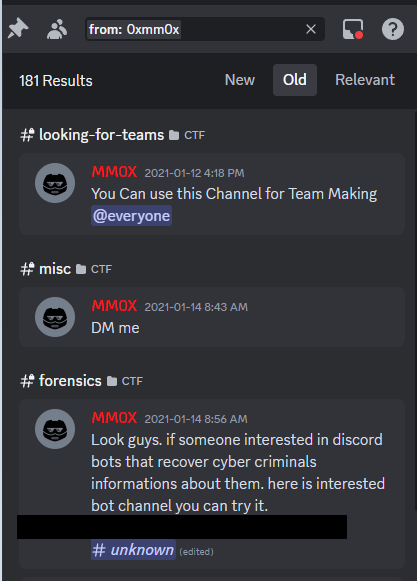 from: 0xmm0x
181 Results
New
Old
Relevant
looking-for-teams CTF
MM0X 2021-01-12 4:18 PM
You Can use this Channel for Team Making
@everyone
misc CTF
MM0X 2021-01-14 8:43 AM
DM me
forensics CTF
MM0X 2021-01-14 8:56 AM
Look guys. if someone interested in discord
bots that recover cyber criminals
informations about them. here is interested
bot channel you can try it.
# unknown (edited)